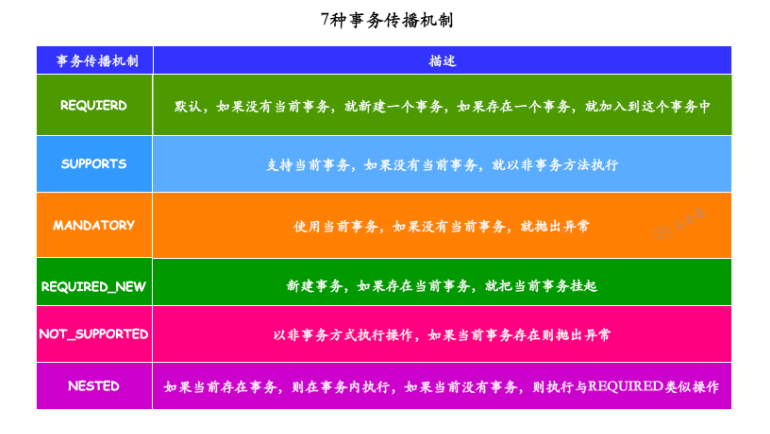 7种事务传播机制
事务传播机制 描述
REQUIERD 默认，如果没有当前事务，就新建一个事务，如果存在一个事务，就加入到这个事务中
SUPPORTS 支持当前事务，如果没有当前事务，就以非事务方法执行
MANDATORY 使用当前事务，如果没有当前事务，就抛出异常
REQUIRED_NEW 新建事务，如果存在当前事务，就把当前事务挂起
NOT_SUPPORTED 以非事务方式执行操作，如果当前事务存在则抛出异常
NESTED 如果当前存在事务，则在事务内执行，如果当前没有事务，则执行与REQUIRED类似操作